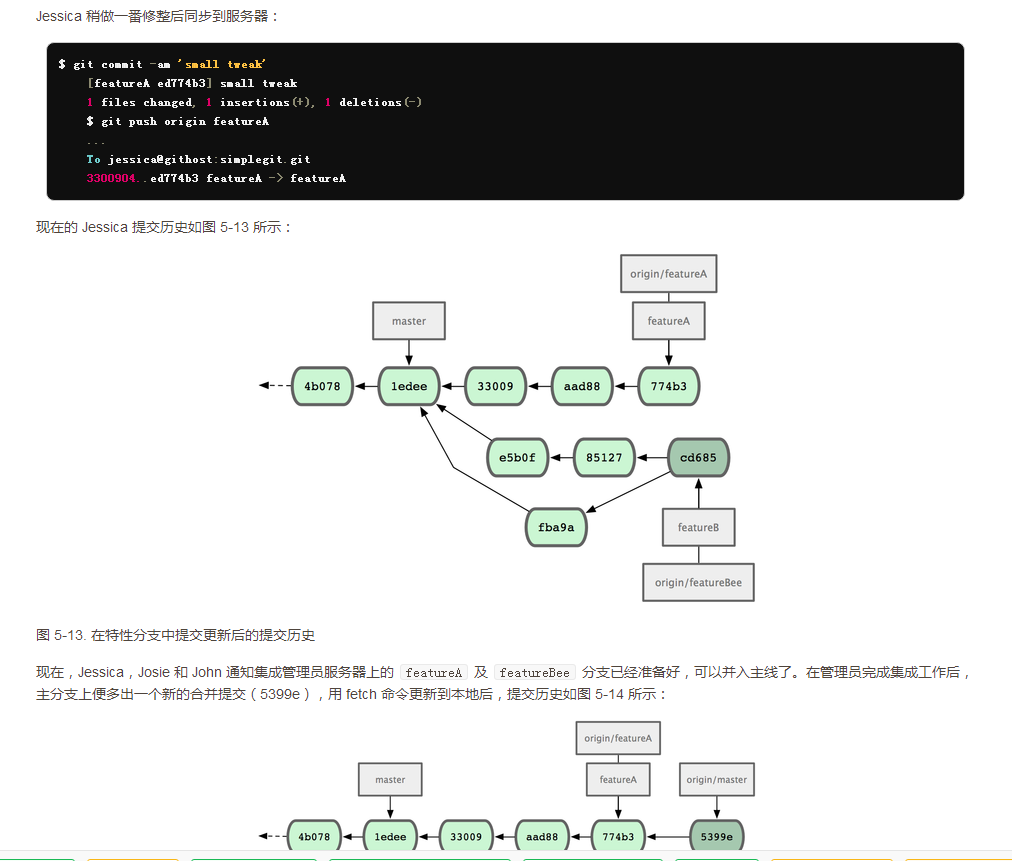 Jessica 稍做一番修整后同步到服务器：
$ git commit -am 'small tweak'
[featureA ed774b3] small tweak
1 files changed, 1 insertions(+), 1 deletions(-)
$ git push origin featureA
...
To jessica@githost:simplegit.git
3300904..ed774b3 featureA -> featureA
现在的 Jessica 提交历史如图 5-13 所示：
origin/featureA
master
featureA
4b078
1edee
33009
aad88
774b3
e5b0f
85127
cd685
fba9a
featureB
origin/featureBee
图 5-13. 在特性分支中提交更新后的提交历史
现在，Jessica，Josie 和 John 通知集成管理员服务器上的 featureA 及 featureBee 分支已经准备好，可以并入主线了。在管理员完成集成工作后，
主分支上便多出一个新的合并提交（5399e），用 fetch 命令更新到本地后，提交历史如图 5-14 所示：
origin/featureA
master
featureA
origin/master
4b078
1edee
33009
aad88
774b3
5399e